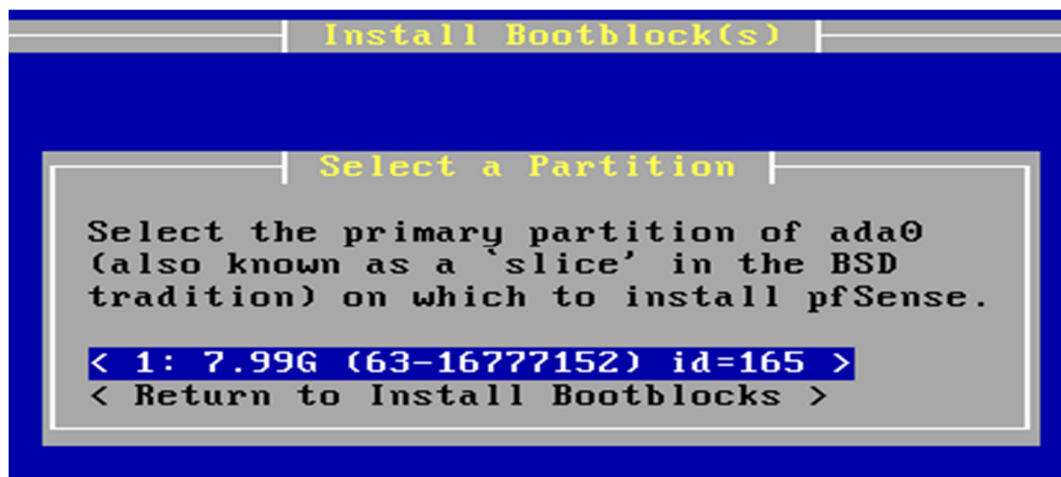 Install Bootblock(s)
Select a Partition
Select the primary partition of ada0
(also known as a `slice' in the BSD
tradition) on which to install pfSense.
< 1: 7.99G (63-16777152) id=165 >
< Return to Install Bootblocks >